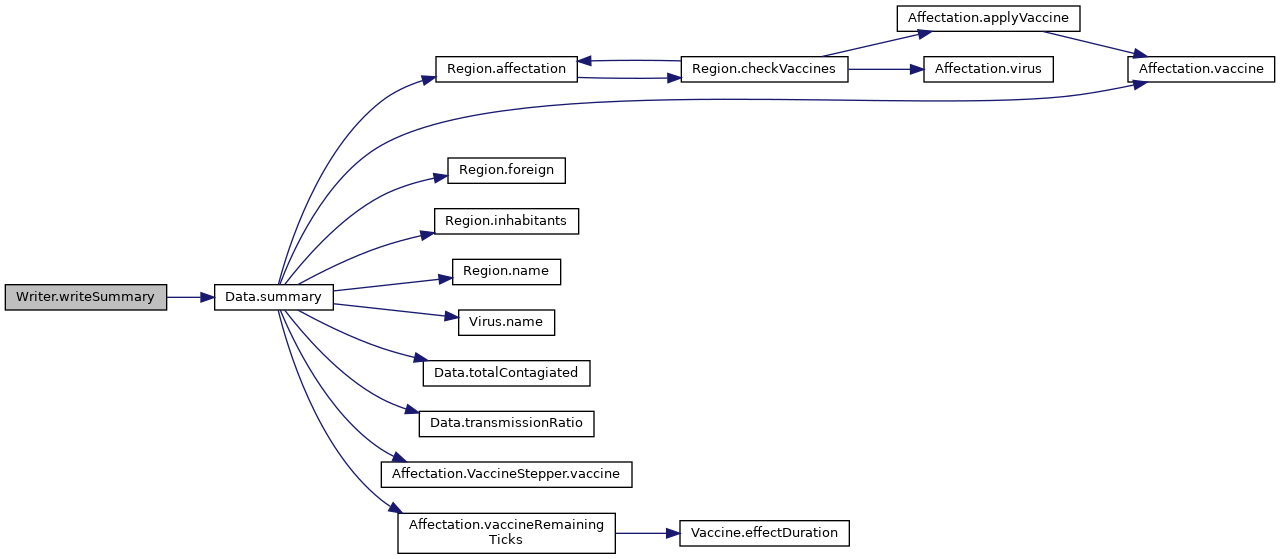 Affectation.applyVaccine
Region.affectation
Region.checkVaccines
Affectation.virus
Affectation.vaccine
Region.foreign
Region.inhabitants
Region.name
Writer.writeSummary
Data.summary
Virus.name
Data.totalContagiated
Data.transmissionRatio
Affectation.VaccineStepper.vaccine
Affectation.vaccineRemaining
Ticks
Vaccine.effectDuration